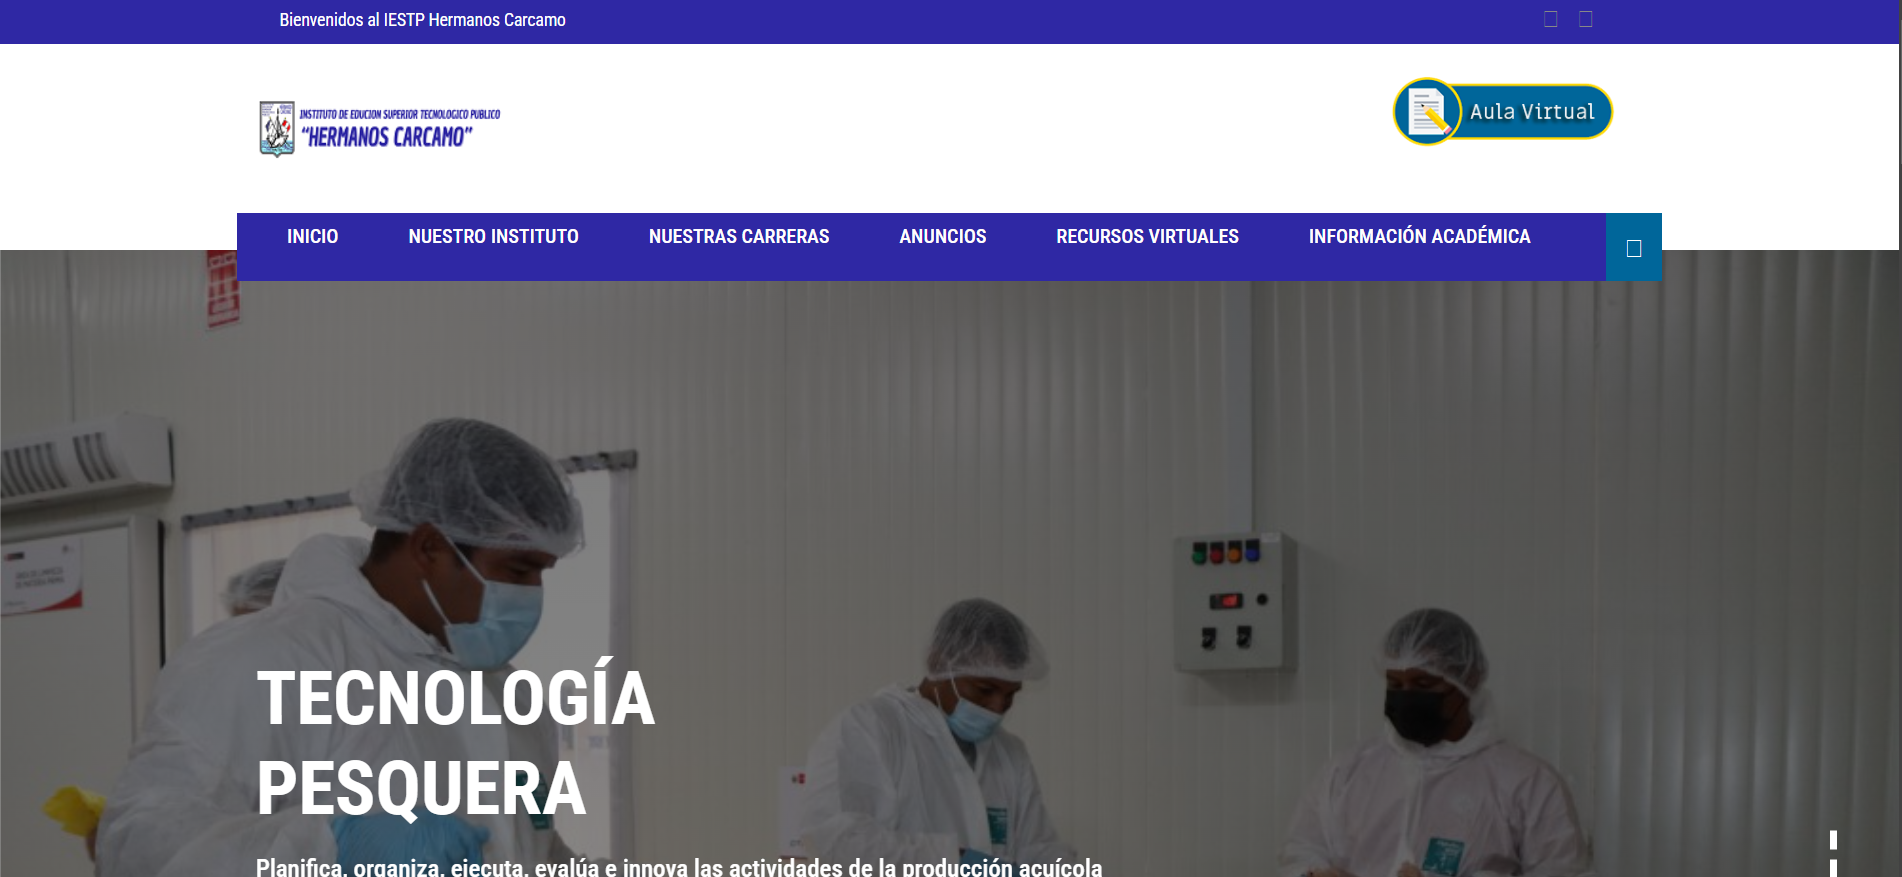 Bienvenidos al IESTP Hermanos Carcamo
INSTITUTO DE EDUCION SUPERIOR TECNOLOGICO PUBLICO
"HERMANOS CARCAMO"
Aula Virtual
INICIO
NUESTRO INSTITUTO
NUESTRAS CARRERAS
ANUNCIOS
RECURSOS VIRTUALES
INFORMACIÓN ACADÉMICA
TECNOLOGÍA
PESQUERA
Planifica, organiza, ejecuta, evalúa e innova las actividades de la producción acuícola